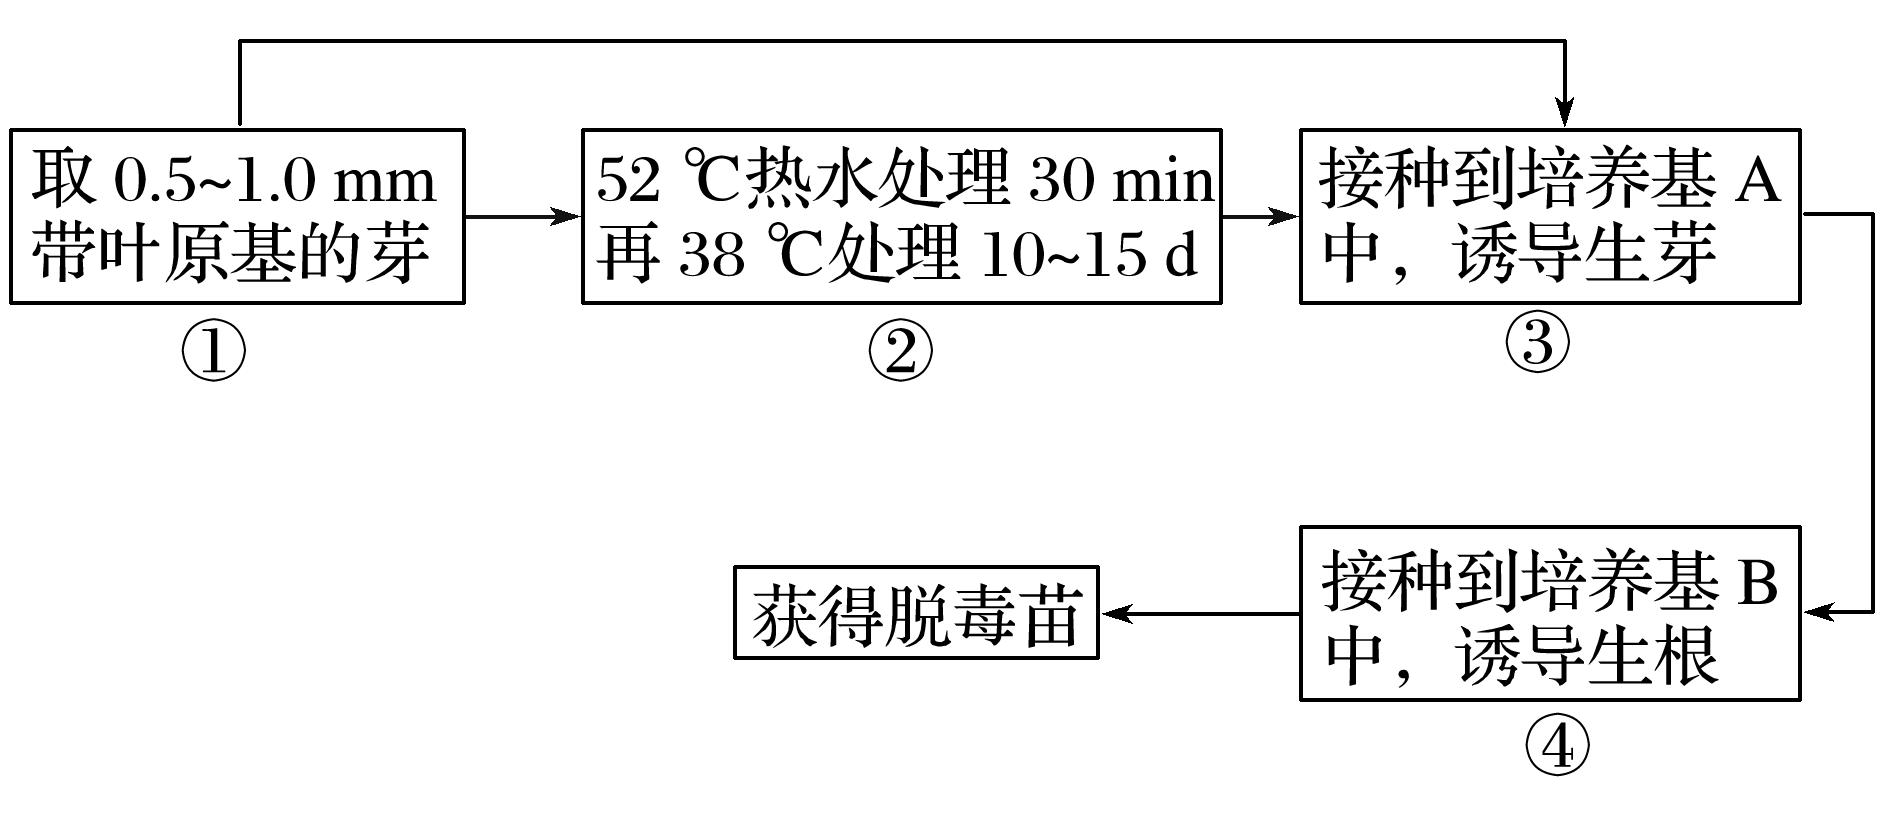 取 0.5~1.0 mm
带叶原基的芽
①
52 ℃热水处理 30 min
再 38 ℃处理 10~15 d
②
接种到培养基 A
中，诱导生芽
③
接种到培养基 B
中，诱导生根
④
获得脱毒苗